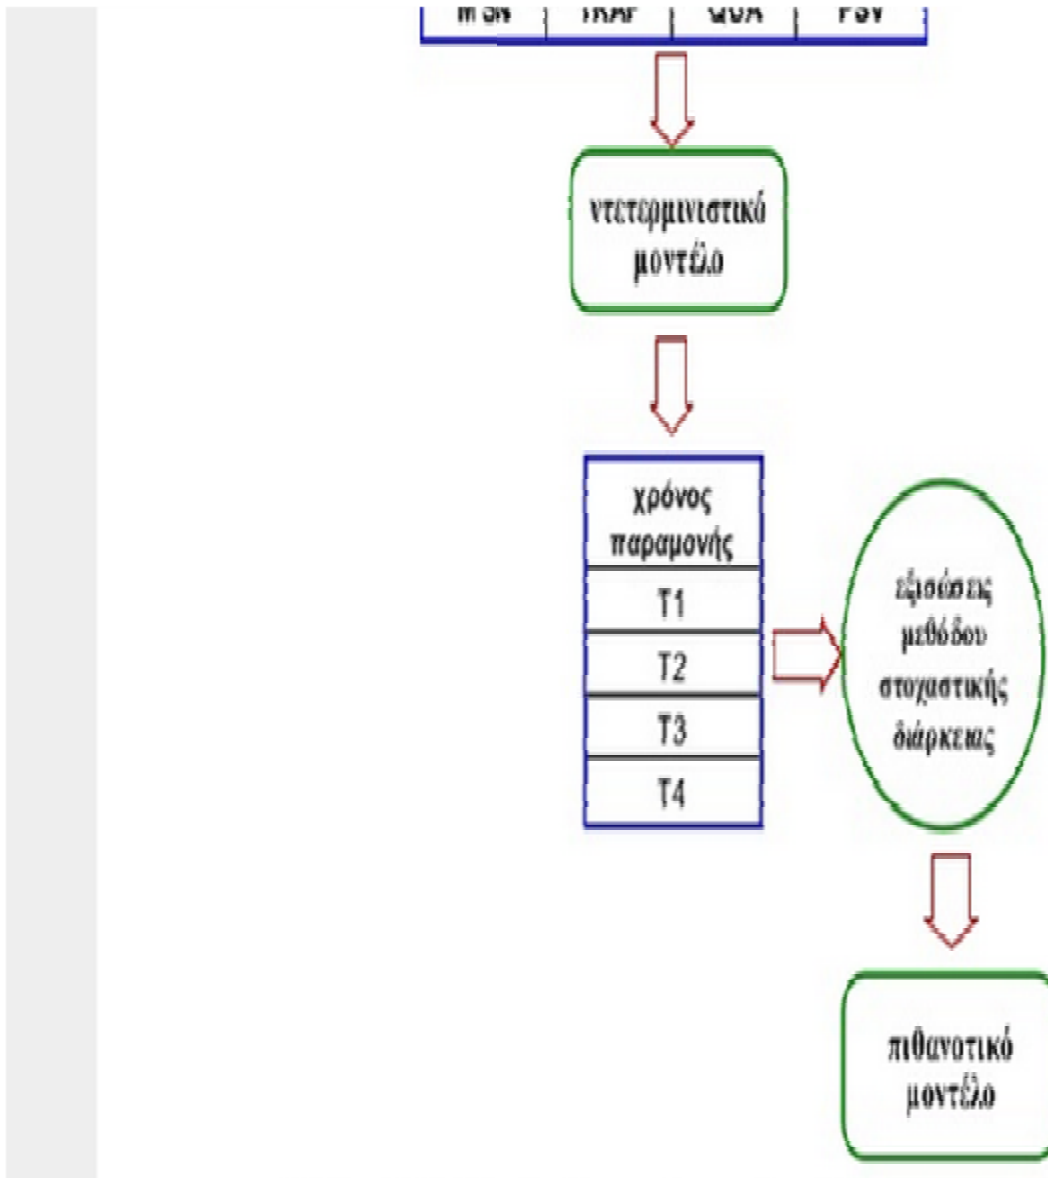 ντετερμινιστικό
μοντέλο
χρόνος
παραμονής
T1
T2
T3
T4
εξισώσεις
μεθόδου
στοχαστικής
διάρκειας
πιθανοτικό
μοντέλο